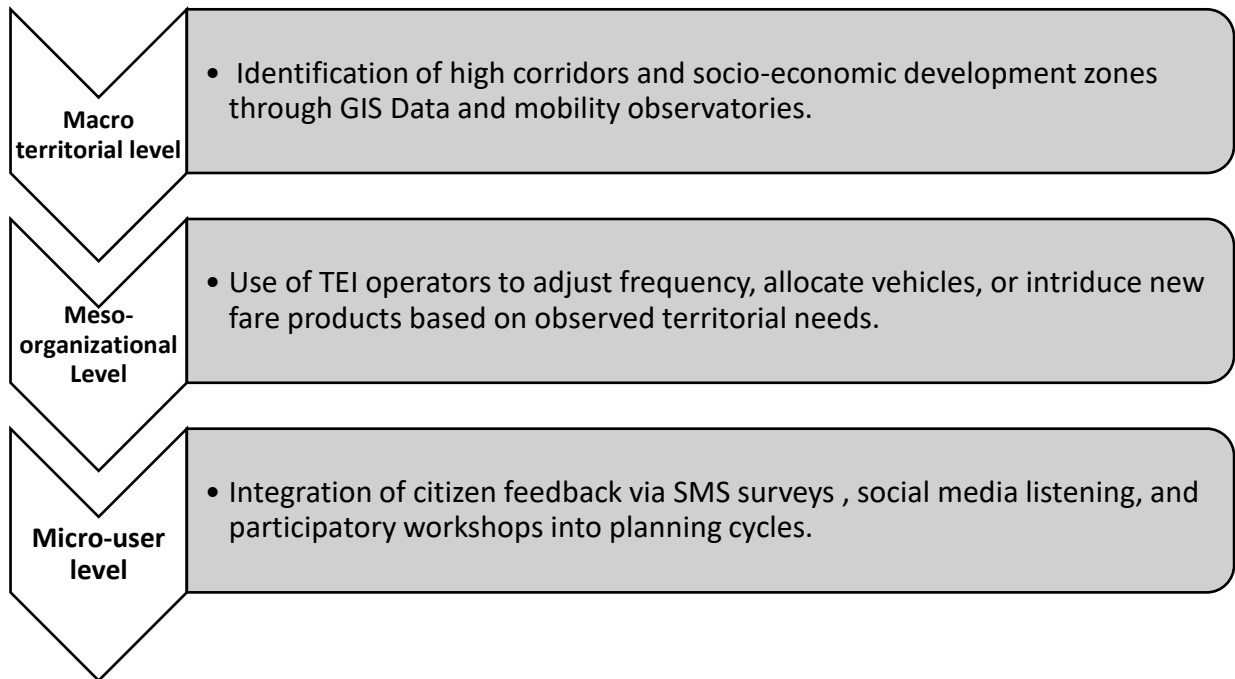 Macro
territorial level
• Identification of high corridors and socio-economic development zones
through GIS Data and mobility observatories.
Meso-
organizational
Level
• Use of TEI operators to adjust frequency, allocate vehicles, or intriduce new
fare products based on observed territorial needs.
Micro-user
level
• Integration of citizen feedback via SMS surveys , social media listening, and
participatory workshops into planning cycles.